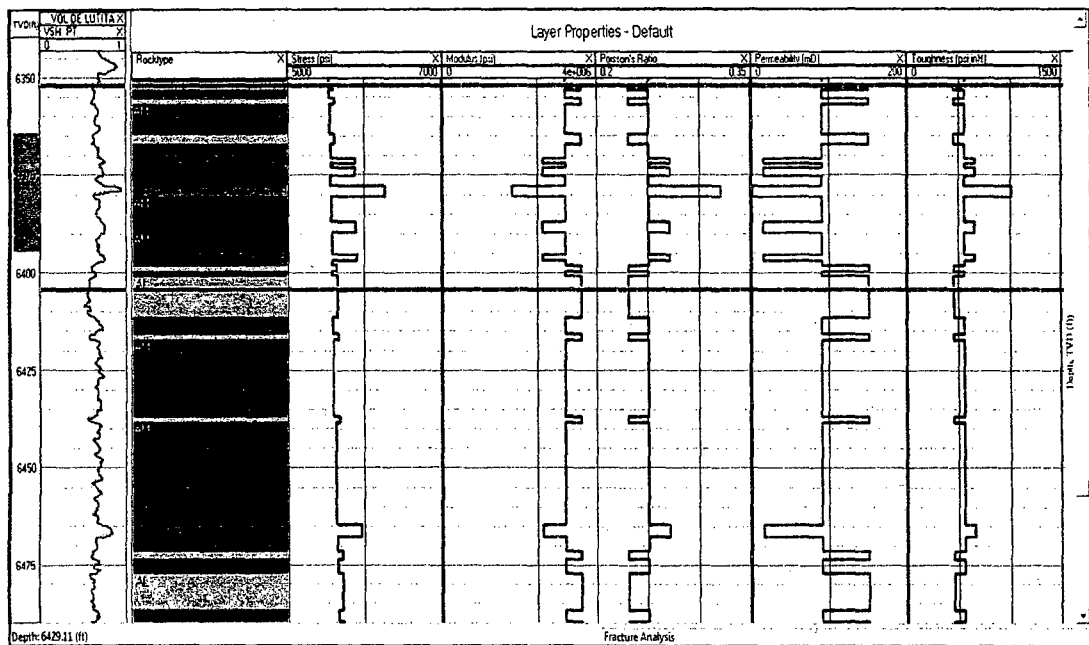 TVD(ft)
VOL DE LUTITA X
VSH_PT X
0 1
Layer Properties - Default
Rocktype X
Stress (psi) X
5000 7000
Modulus (psi) X
0 4e+006
Poisson's Ratio X
0.2 0.35
Permeability (mD) X
0 200
Toughness (psi in½) X
0 1500
6350
6400
6425
6450
6475
Depth, TVD (ft)
Depth: 6429.11 (ft)
Fracture Analysis